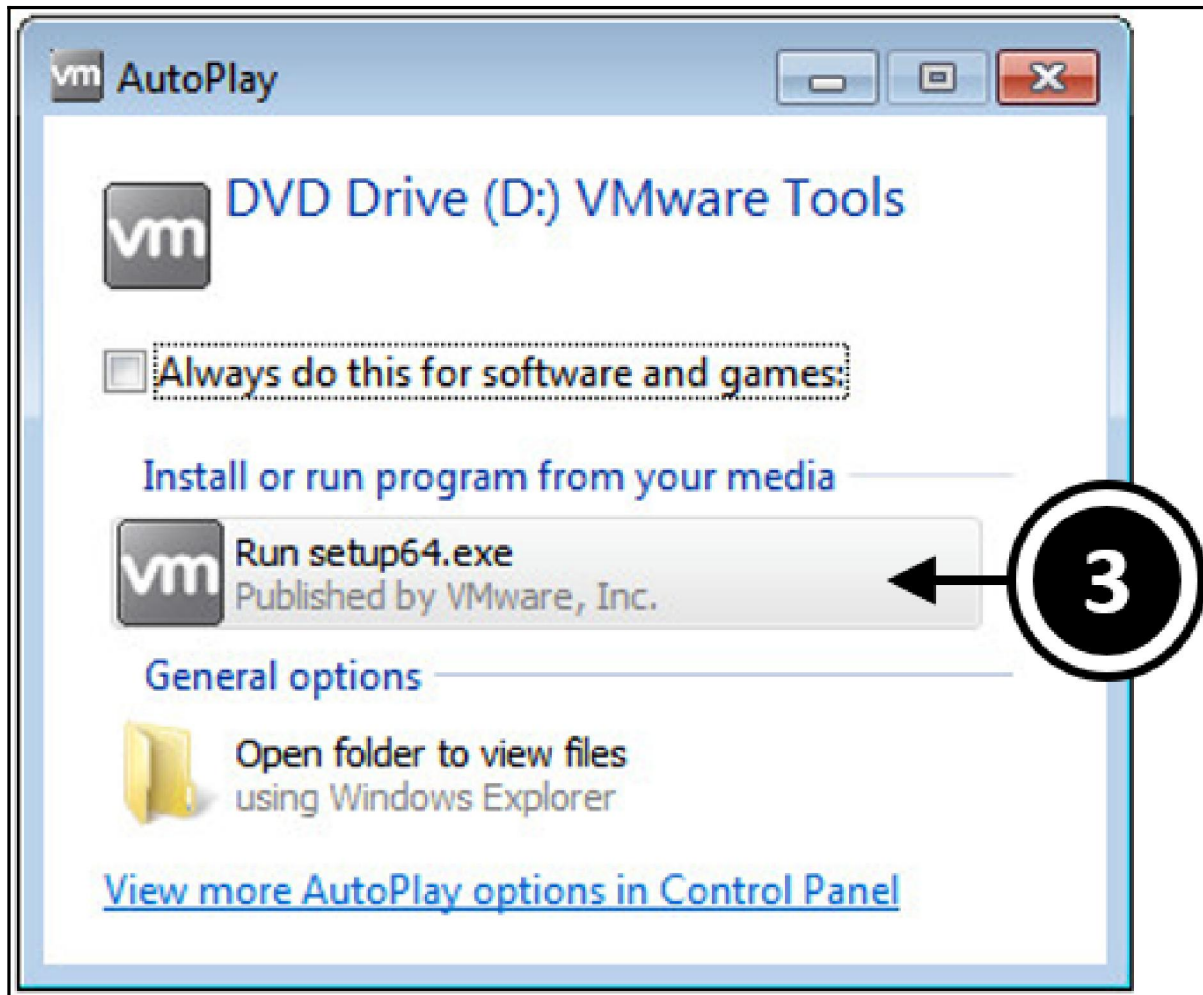 vm AutoPlay
vm
DVD Drive (D:) VMware Tools
Always do this for software and games:
Install or run program from your media
vm
Run setup64.exe
Published by VMware, Inc.
3
General options
Open folder to view files
using Windows Explorer
View more AutoPlay options in Control Panel